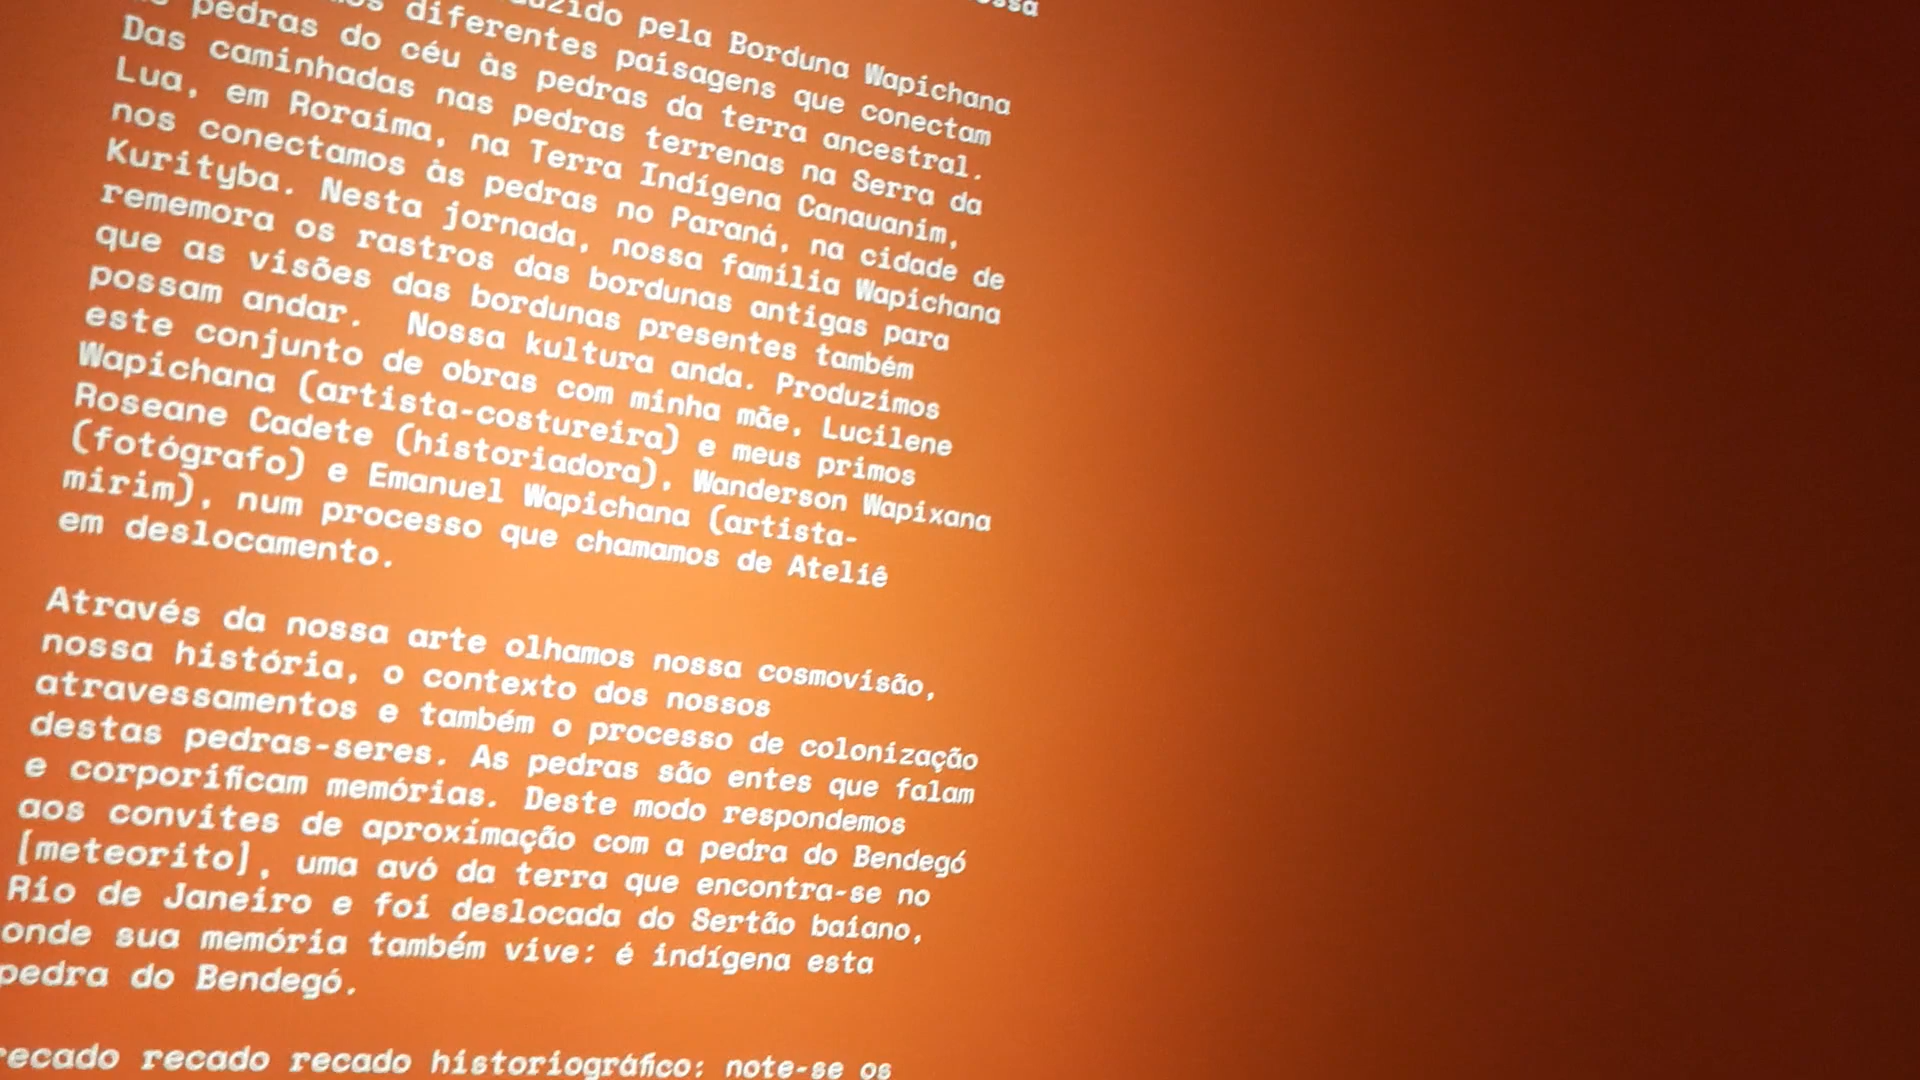 pela Borduna Wapichana
diferentes paisagens que conectam
pedras do céu às pedras da terra ancestral.
Das caminhadas nas pedras terrenas na Serra da
Lua, em Roraima, na Terra Indígena Canauanim,
nos conectamos às pedras no Paraná, na cidade de
Kurityba. Nesta jornada, nossa família Wapichana
rememora os rastros das bordunas antigas para
que as visões das bordunas presentes também
possam andar. Nossa kultura anda. Produzimos
este conjunto de obras com minha mãe, Lucilene
Wapichana (artista-costureira) e meus primos
Roseane Cadete (historiadora), Wanderson Wapixana
(fotógrafo) e Emanuel Wapichana (artista-
mirim), num processo que chamamos de Ateliê
em deslocamento.
Através da nossa arte olhamos nossa cosmovisão,
nossa história, o contexto dos nossos
atravessamentos e também o processo de colonização
destas pedras-seres. As pedras são entes que falam
e corporificam memórias. Deste modo respondemos
aos convites de aproximação com a pedra do Bendegó
[meteorito], uma avó da terra que encontra-se no
Rio de Janeiro e foi deslocada do Sertão baiano,
onde sua memória também vive: é indígena esta
pedra do Bendegó.
recado recado recado historiográfico: note-se os